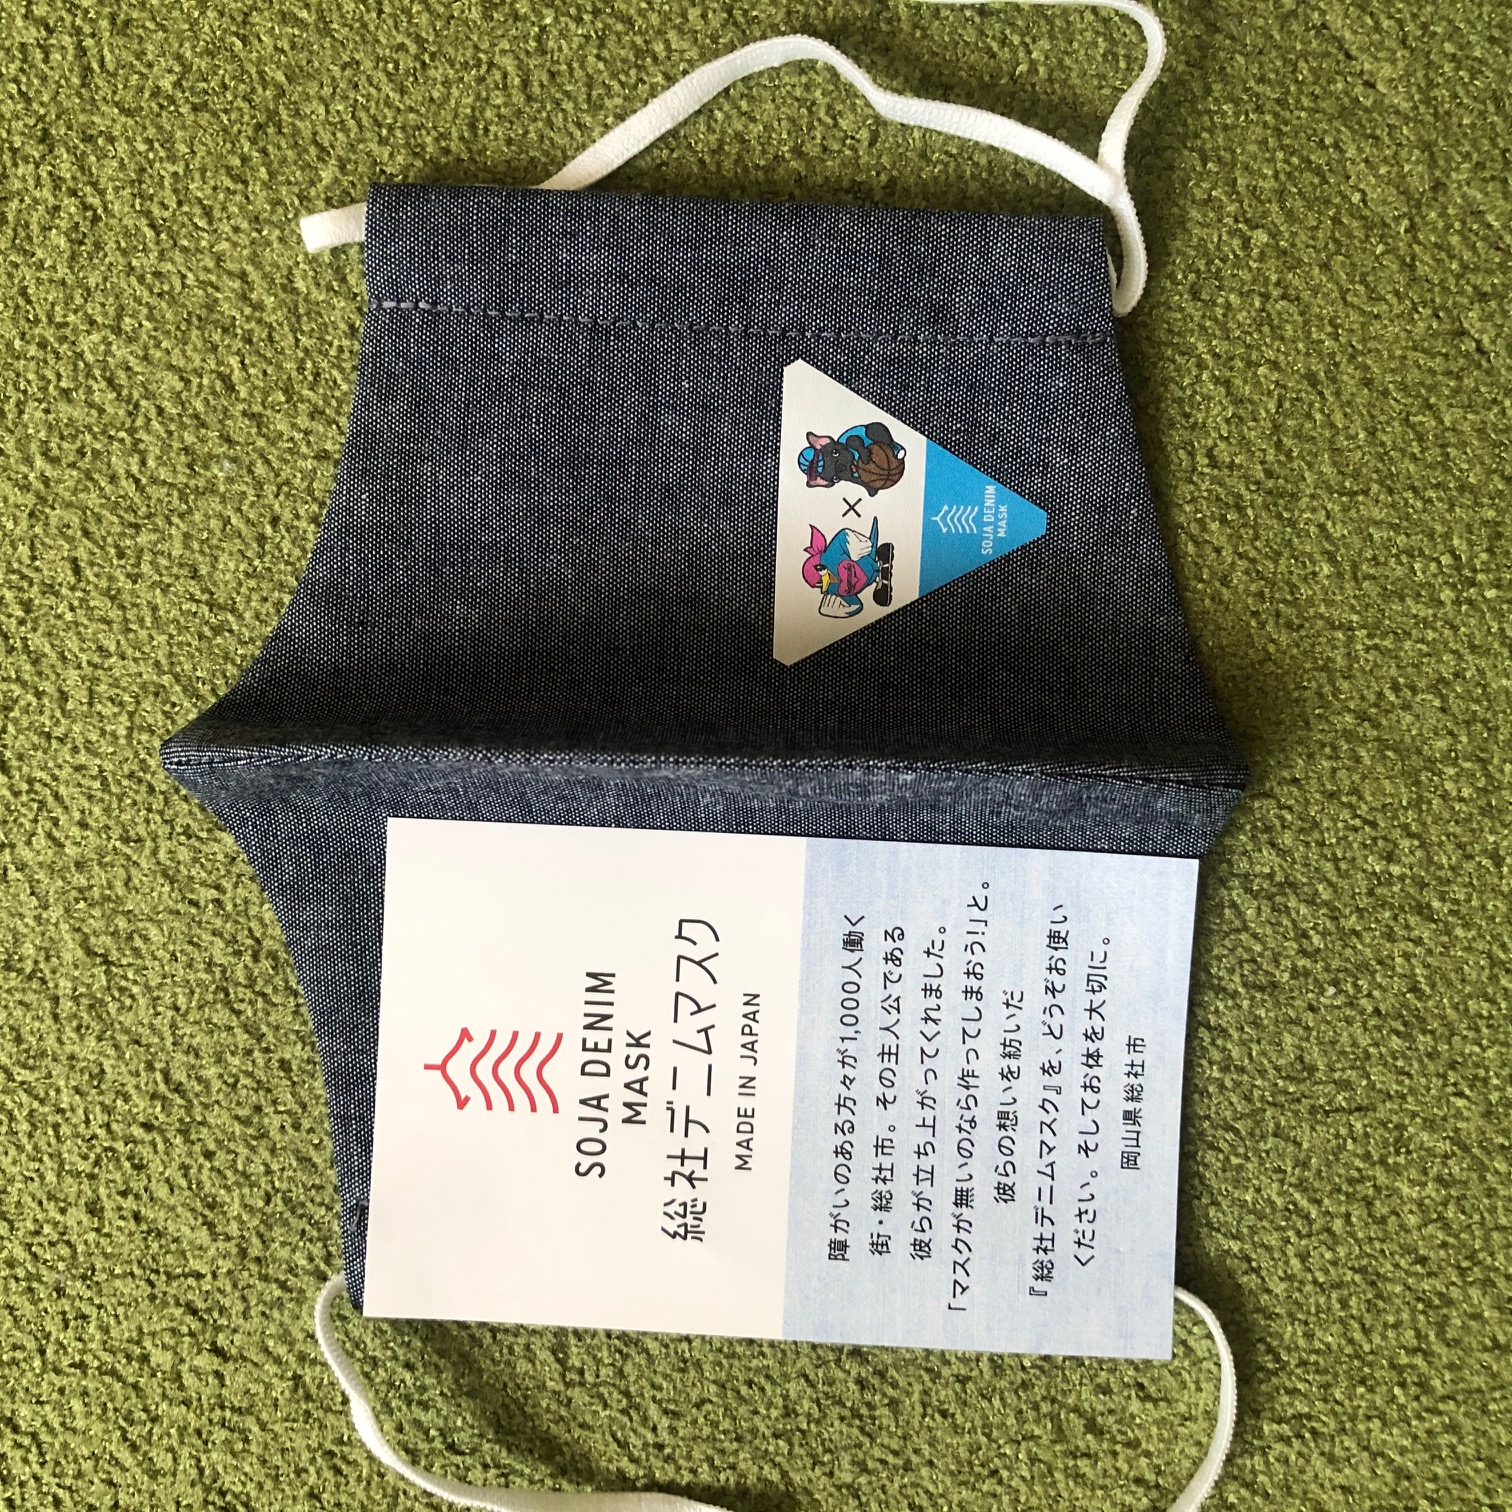 ×
SOJA DENIM
MASK
SOJA DENIM
MASK
総社デニムマスク
MADE IN JAPAN
障がいのある方々が1,000人働く
街・総社市。その主人公である
彼らが立ち上がってくれました。
「マスクが無いのなら作ってしまおう!」と。
彼らの想いを紡いだ
『総社デニムマスク』を、どうぞお使い
ください。そしてお体を大切に。
岡山県総社市